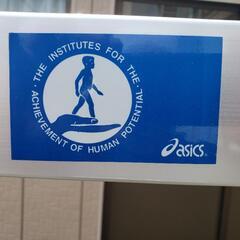 · THE INSTITUTES FOR THE ·
ACHIEVEMENT OF HUMAN POTENTIAL
asics